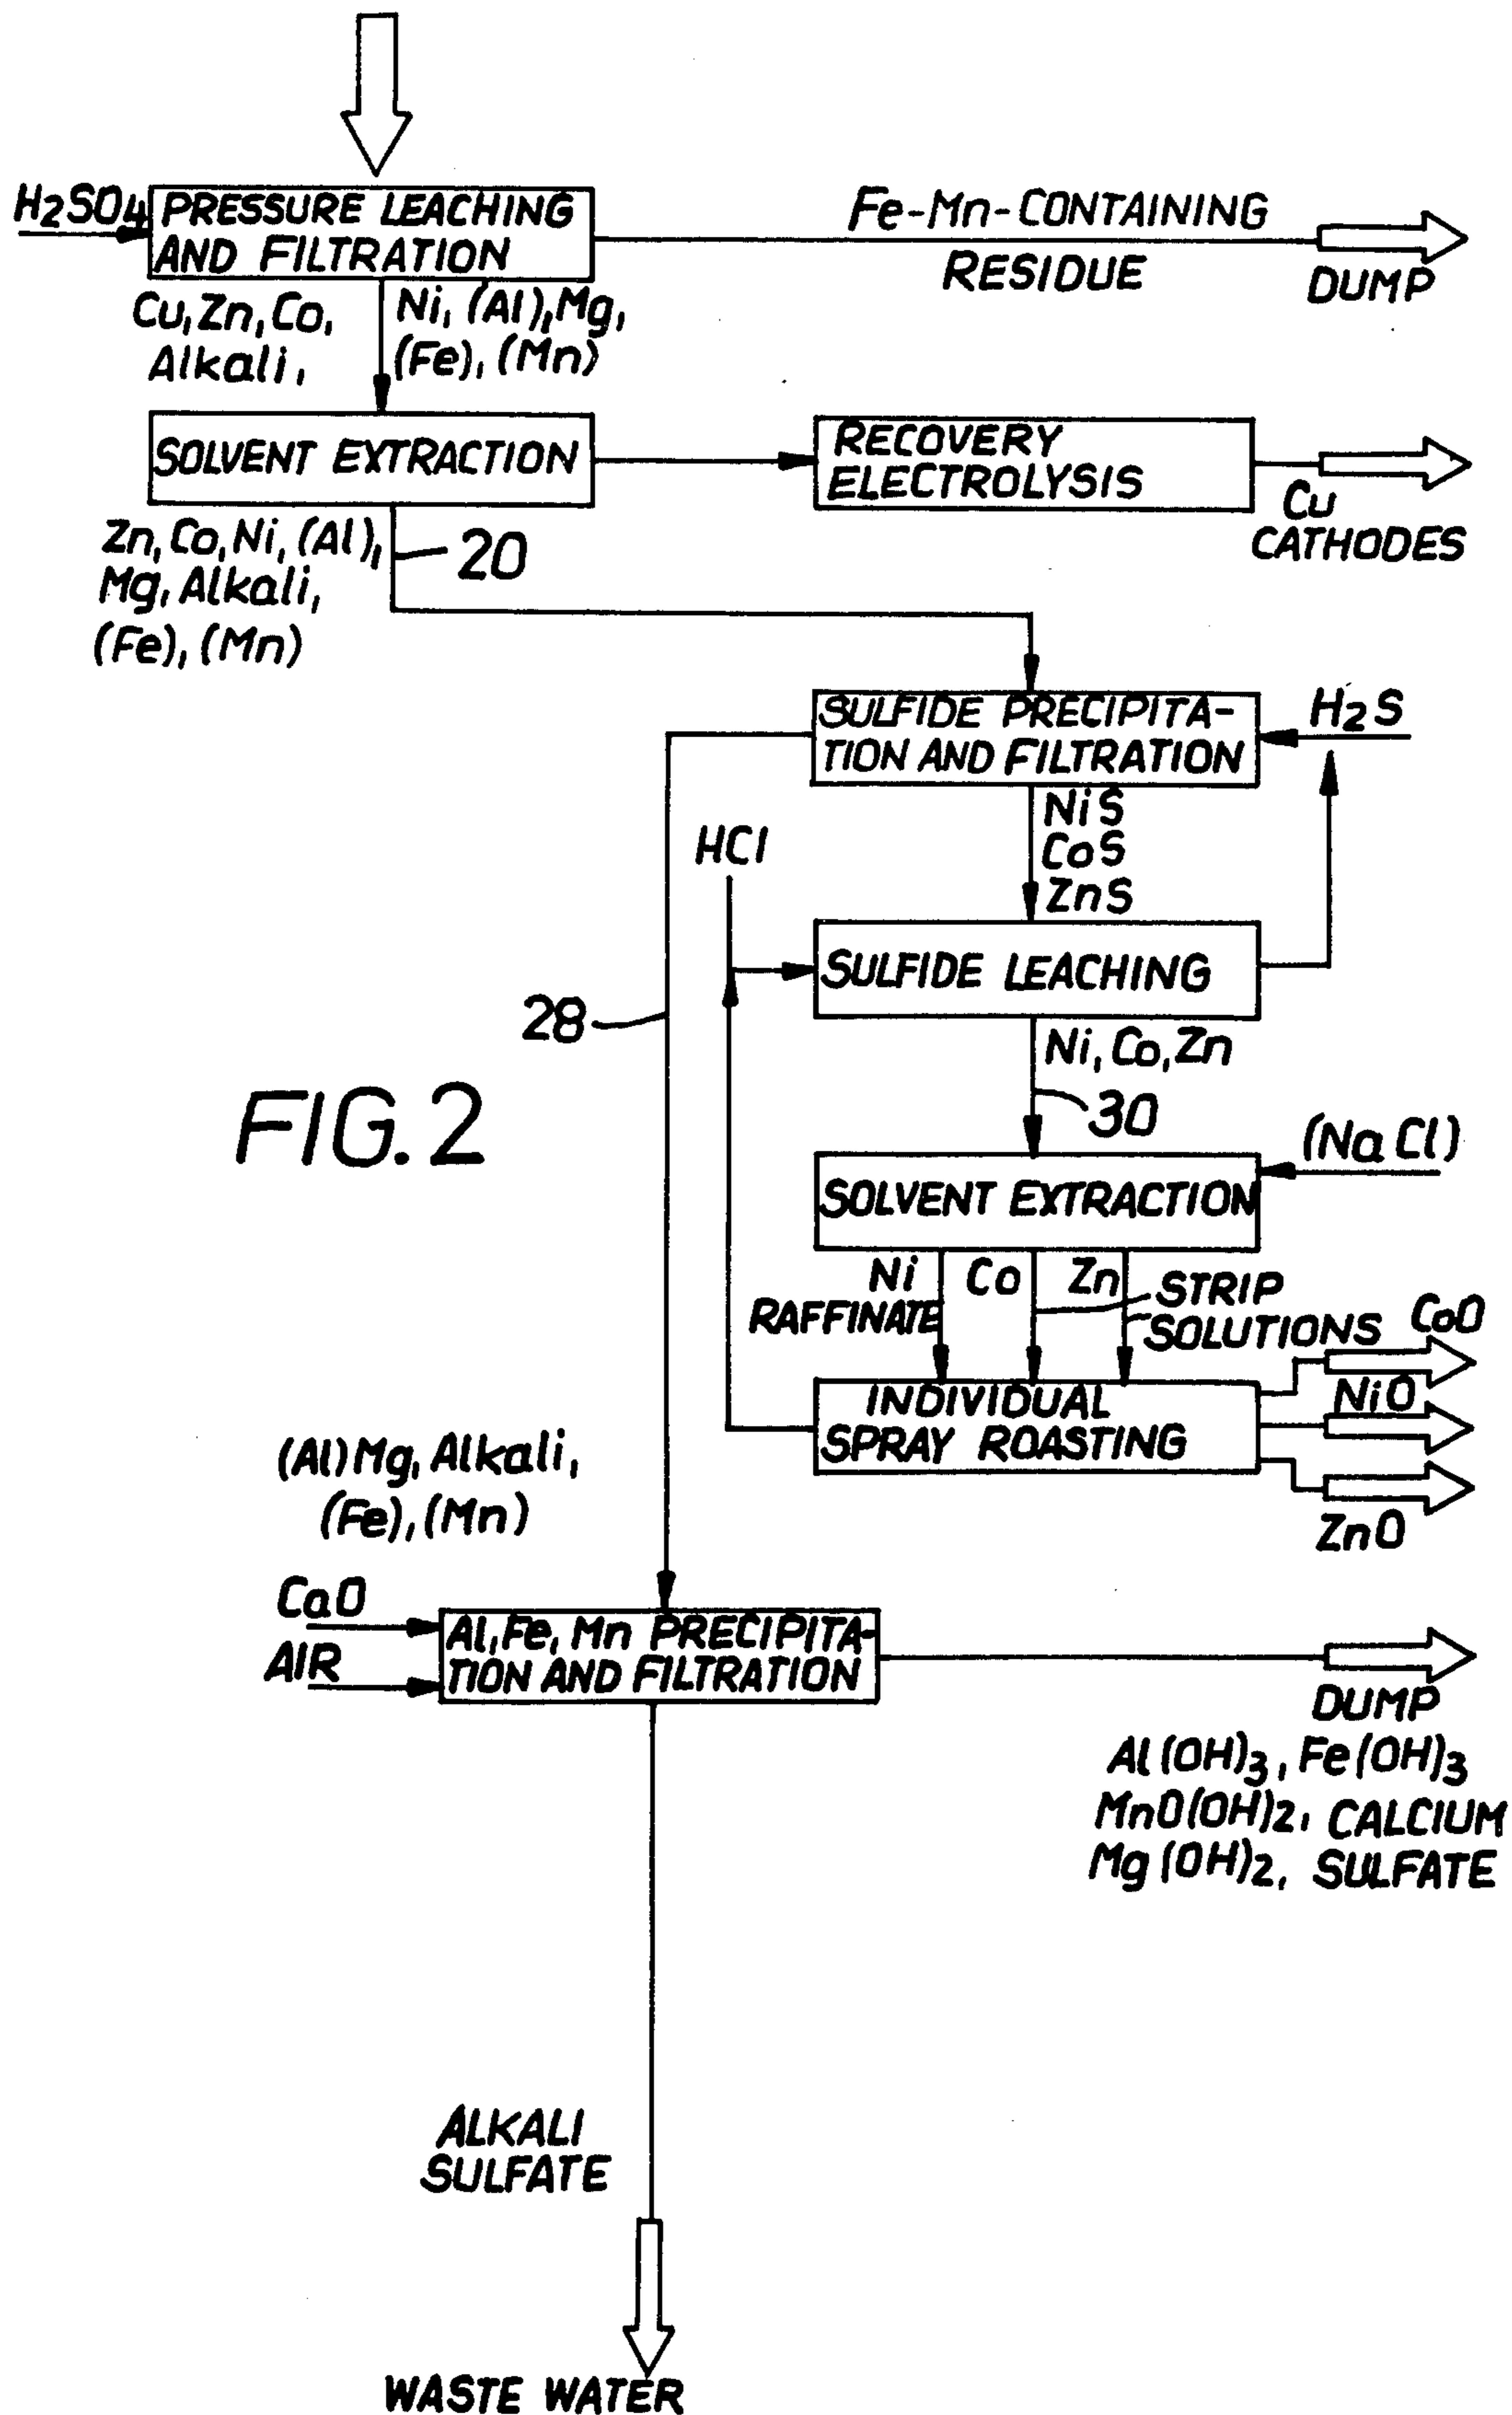 H2SO4
PRESSURE LEACHING
AND FILTRATION
Fe-Mn-CONTAINING
RESIDUE
DUMP
Cu, Zn, Co,
Alkali,
Ni, (Al), Mg,
(Fe), (Mn)
SOLVENT EXTRACTION
RECOVERY
ELECTROLYSIS
Cu
CATHODES
Zn, Co, Ni, (Al),
Mg, Alkali,
(Fe), (Mn)
20
SULFIDE PRECIPITA-
TION AND FILTRATION
H2S
NiS
CoS
ZnS
HCl
SULFIDE LEACHING
28
Ni, Co, Zn
30
FIG. 2
(NaCl)
SOLVENT EXTRACTION
Ni
RAFFINATE
Co
Zn
STRIP
SOLUTIONS
CoO
INDIVIDUAL
SPRAY ROASTING
NiO
ZnO
(Al) Mg, Alkali,
(Fe), (Mn)
CaO
AIR
Al, Fe, Mn PRECIPITA-
TION AND FILTRATION
DUMP
Al(OH)3, Fe(OH)3
MnO(OH)2, CALCIUM
Mg(OH)2, SULFATE
ALKALI
SULFATE
WASTE WATER